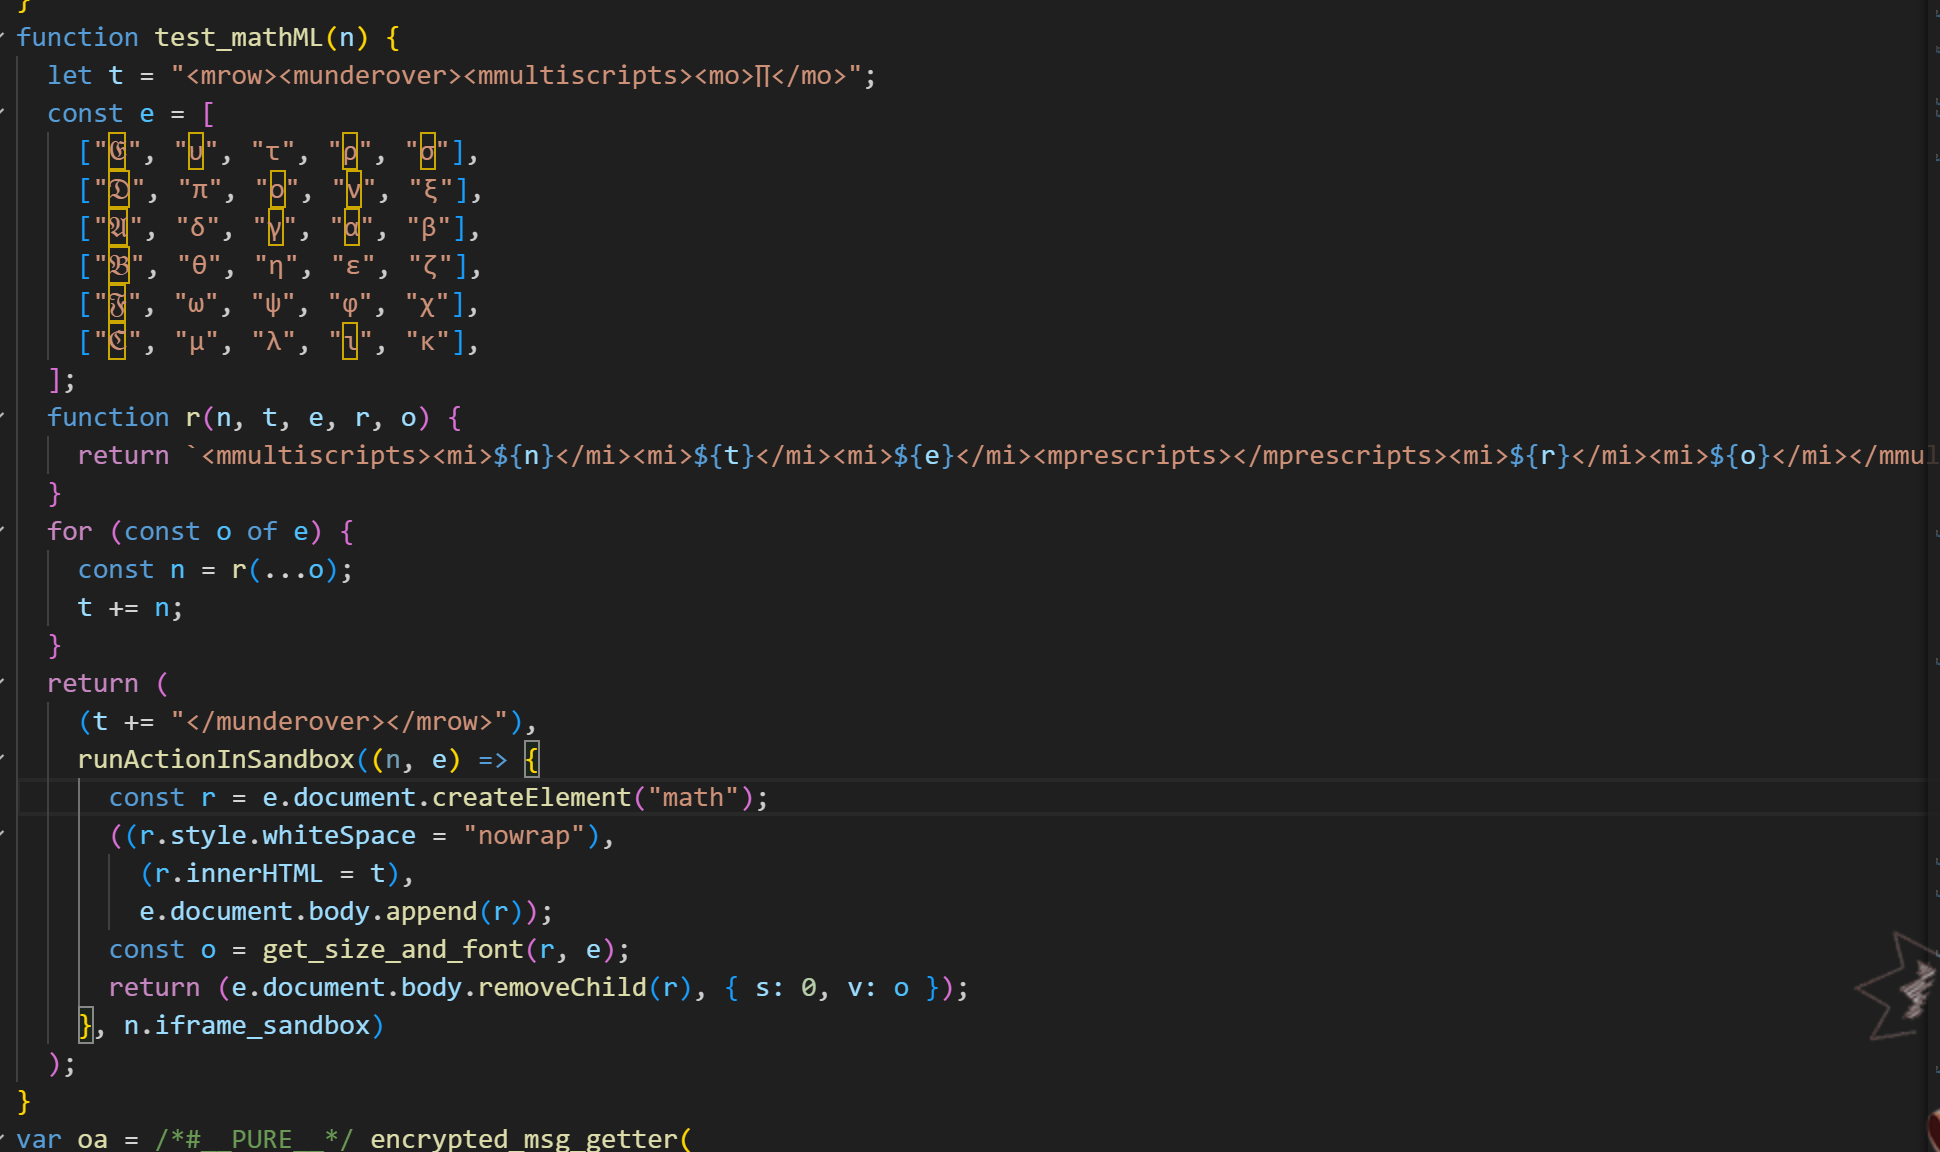 }
function test_mathML(n) {
  let t = "<mrow><munderover><mmultiscripts><mo>∏</mo>";
  const e = [
    ["𝔈", "υ", "τ", "ρ", "σ"],
    ["𝔇", "π", "ο", "ν", "ξ"],
    ["𝔄", "δ", "γ", "α", "β"],
    ["𝔅", "θ", "η", "ε", "ζ"],
    ["𝔉", "ω", "ψ", "φ", "χ"],
    ["ℭ", "μ", "λ", "ι", "κ"],
  ];
  function r(n, t, e, r, o) {
    return `<mmultiscripts><mi>${n}</mi><mi>${t}</mi><mi>${e}</mi><mprescripts></mprescripts><mi>${r}</mi><mi>${o}</mi></mmul
  }
  for (const o of e) {
    const n = r(...o);
    t += n;
  }
  return (
    (t += "</munderover></mrow>"),
    runActionInSandbox((n, e) => {
      const r = e.document.createElement("math");
      ((r.style.whiteSpace = "nowrap"),
        (r.innerHTML = t),
        e.document.body.append(r));
      const o = get_size_and_font(r, e);
      return (e.document.body.removeChild(r), { s: 0, v: o });
    }, n.iframe_sandbox)
  );
}
var oa = /*#__PURE__*/ encrypted_msg_getter(